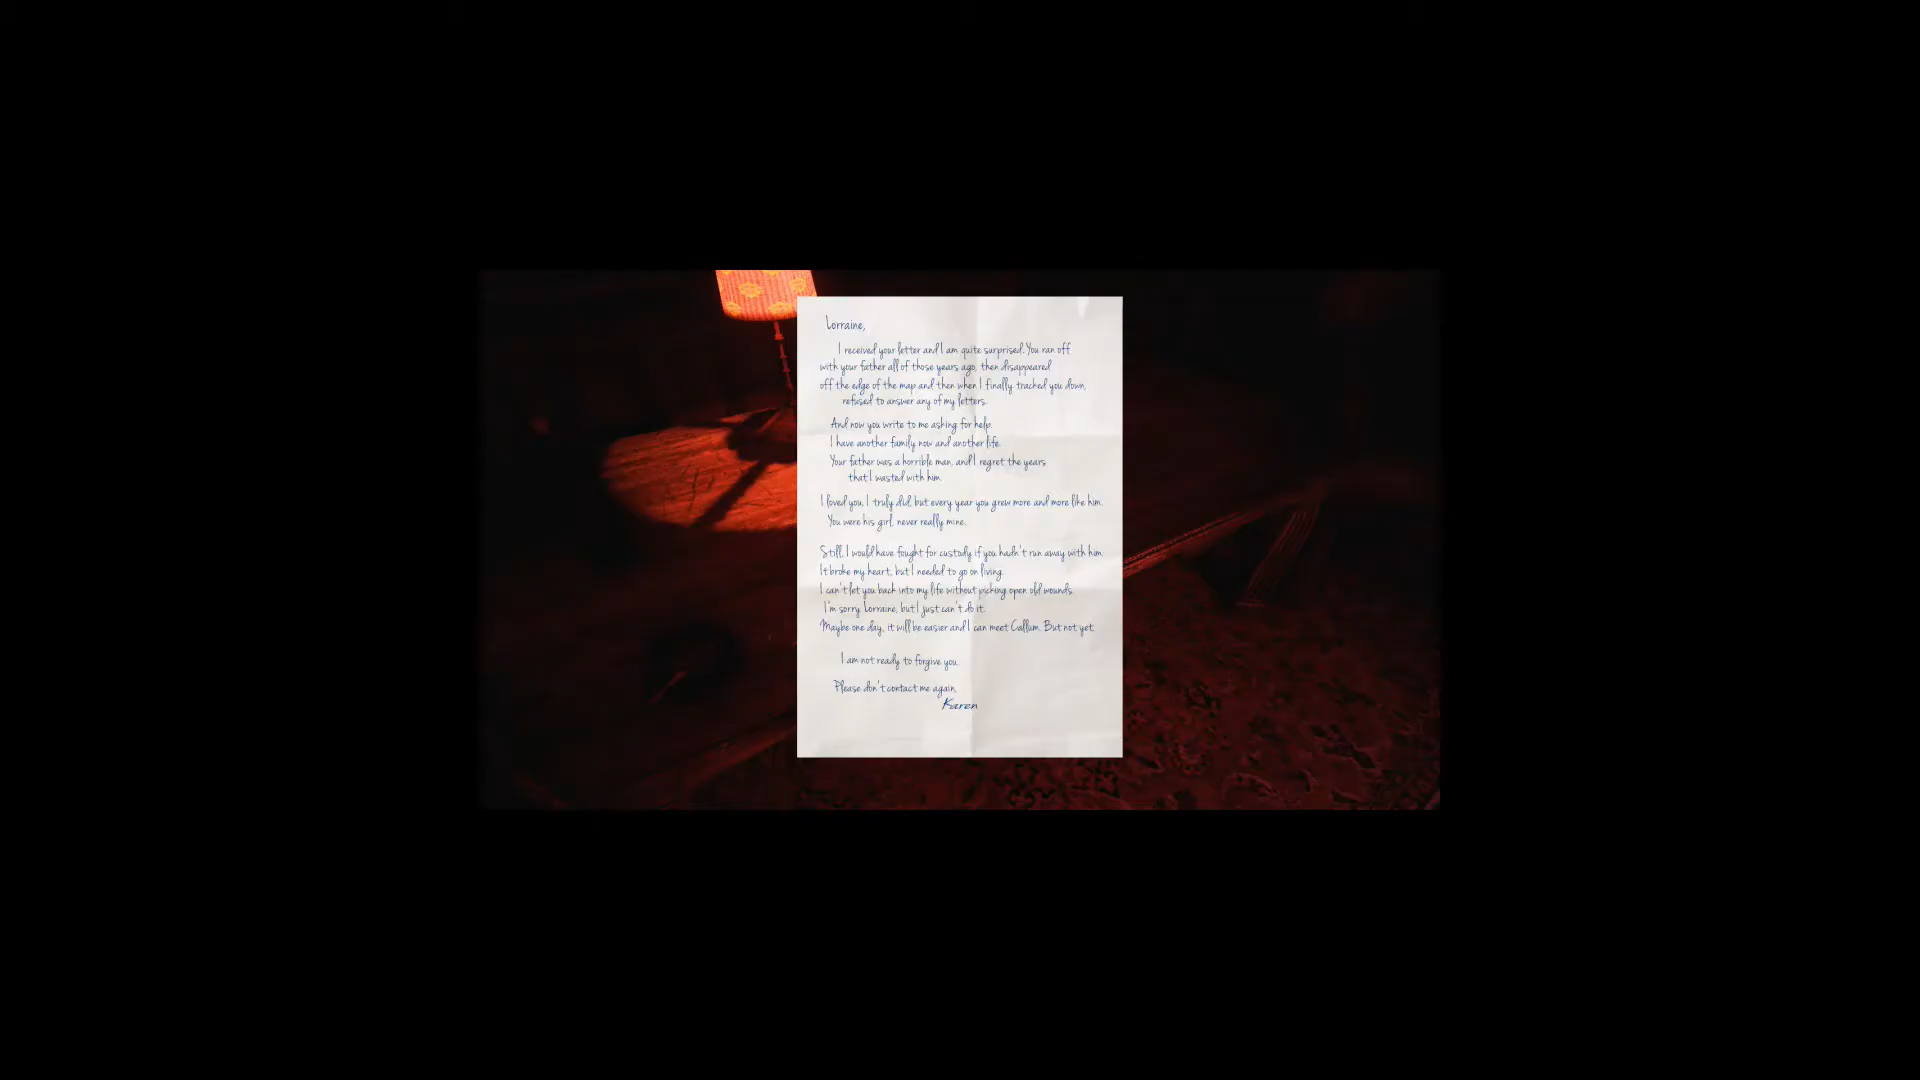 Lorraine,
I received your letter and I am quite surprised. You ran off
with your father all of those years ago, then disappeared
off the edge of the map and then when I finally tracked you down,
refused to answer any of my letters.
And now you write to me asking for help.
I have another family now and another life.
Your father was a horrible man, and I regret the years
that I wasted with him.
I loved you, I truly did, but every year you grew more and more like him.
You were his girl, never really mine.
Still, I would have fought for custody if you hadn't run away with him.
It broke my heart, but I needed to go on living.
I can't let you back into my life without picking open old wounds.
I'm sorry Lorraine, but I just can't do it.
Maybe one day, it will be easier and I can meet Callum. But not yet.
I am not ready to forgive you.
Please don't contact me again,
Karen